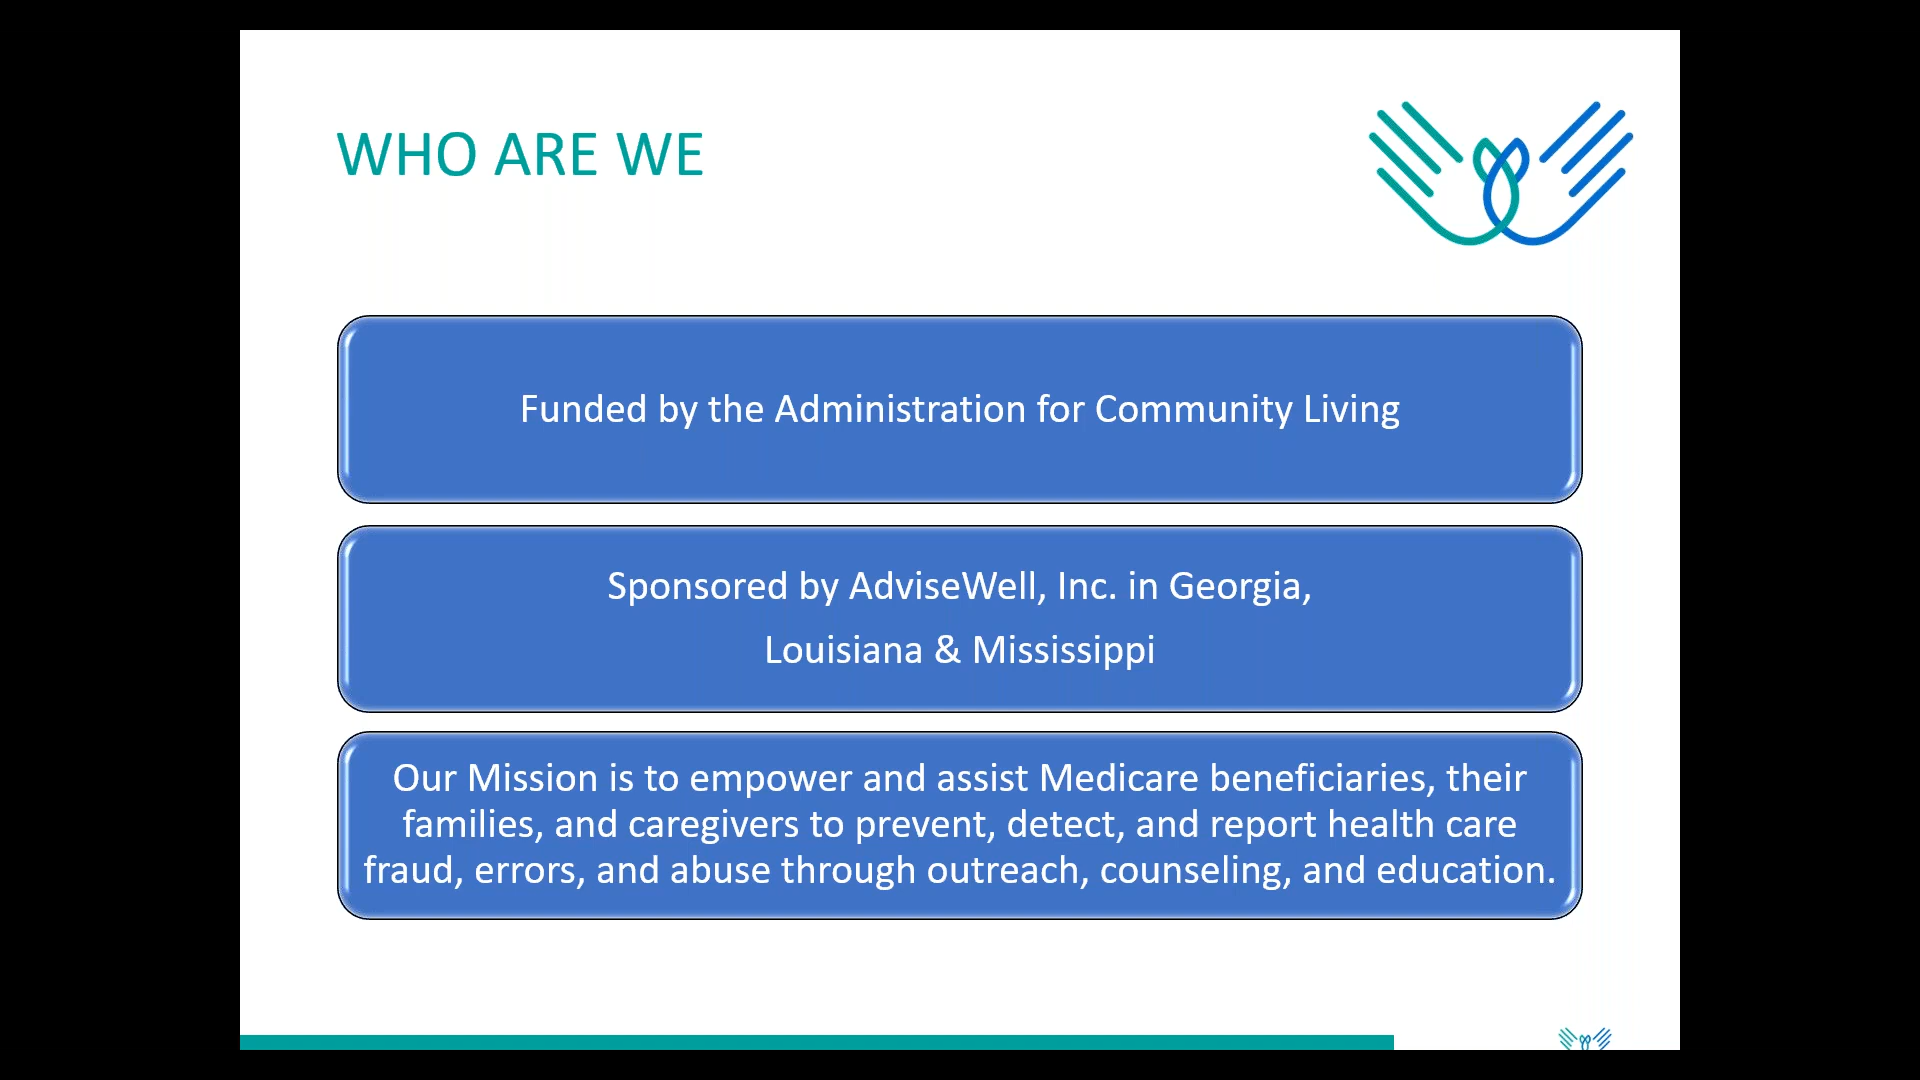 WHO ARE WE
Funded by the Administration for Community Living
Sponsored by AdviseWell, Inc. in Georgia,
Louisiana & Mississippi
Our Mission is to empower and assist Medicare beneficiaries, their
families, and caregivers to prevent, detect, and report health care
fraud, errors, and abuse through outreach, counseling, and education.